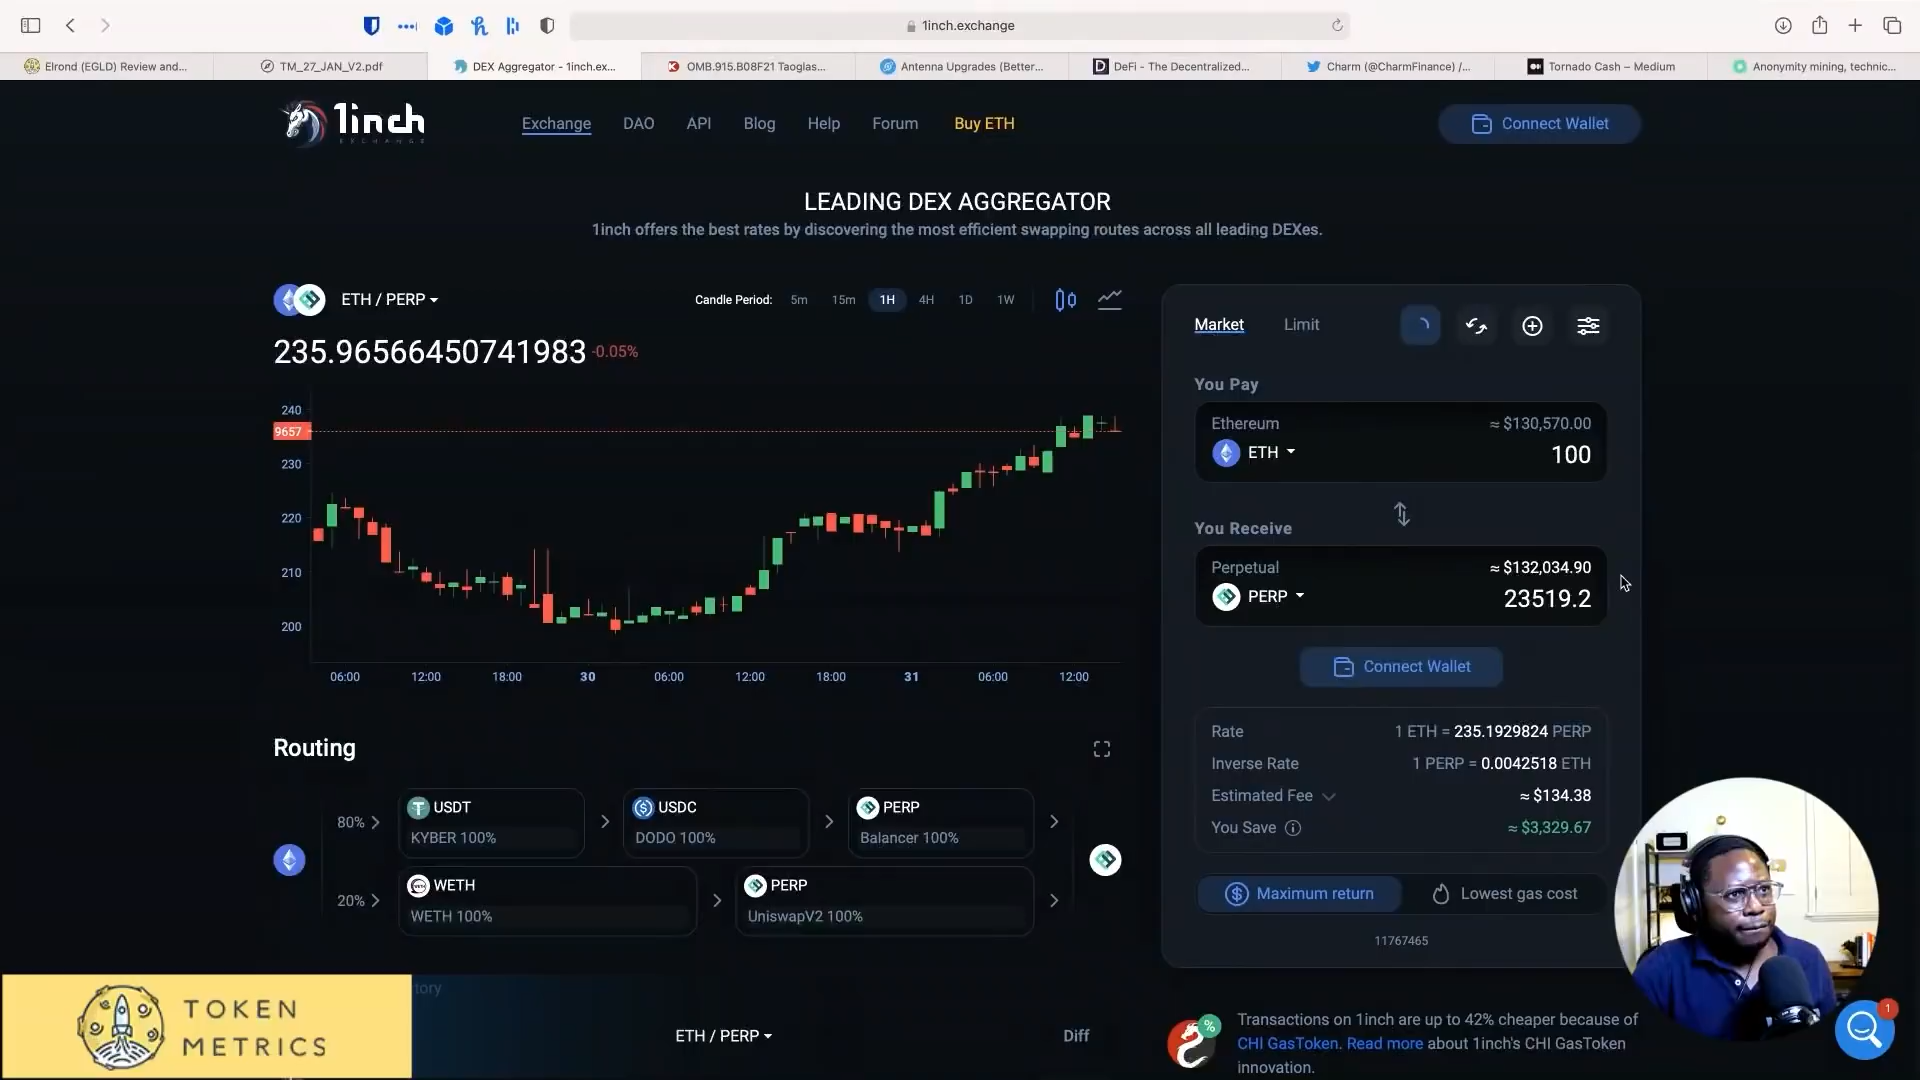 1inch.exchange
Elrond (EGLD) Review and...
TM_27_JAN_V2.pdf
DEX Aggregator - 1inch.ex...
OMB.915.B08F21 Taoglas...
Antenna Upgrades (Better...
DeFi - The Decentralized...
Charm (@CharmFinance) /...
Tornado Cash – Medium
Anonymity mining, technic...
1inch
EXCHANGE
Exchange
DAO
API
Blog
Help
Forum
Buy ETH
Connect Wallet
LEADING DEX AGGREGATOR
1inch offers the best rates by discovering the most efficient swapping routes across all leading DEXes.
ETH / PERP
Candle Period: 5m 15m 1H 4H 1D 1W
235.96566450741983 -0.05%
240
9657
230
220
210
200
06:00 12:00 18:00 30 06:00 12:00 18:00 31 06:00 12:00
Market
Limit
You Pay
Ethereum ≈ $130,570.00
ETH 100
You Receive
Perpetual ≈ $132,034.90
PERP 23519.2
Connect Wallet
Rate 1 ETH = 235.1929824 PERP
Inverse Rate 1 PERP = 0.0042518 ETH
Estimated Fee ≈ $134.38
You Save ≈ $3,329.67
Maximum return
Lowest gas cost
11767465
Routing
80% USDT USDC PERP
KYBER 100% DODO 100% Balancer 100%
20% WETH PERP
WETH 100% UniswapV2 100%
tory
ETH / PERP
Diff
TOKEN
METRICS
Transactions on 1inch are up to 42% cheaper because of
CHI GasToken. Read more about 1inch's CHI GasToken
innovation.
1